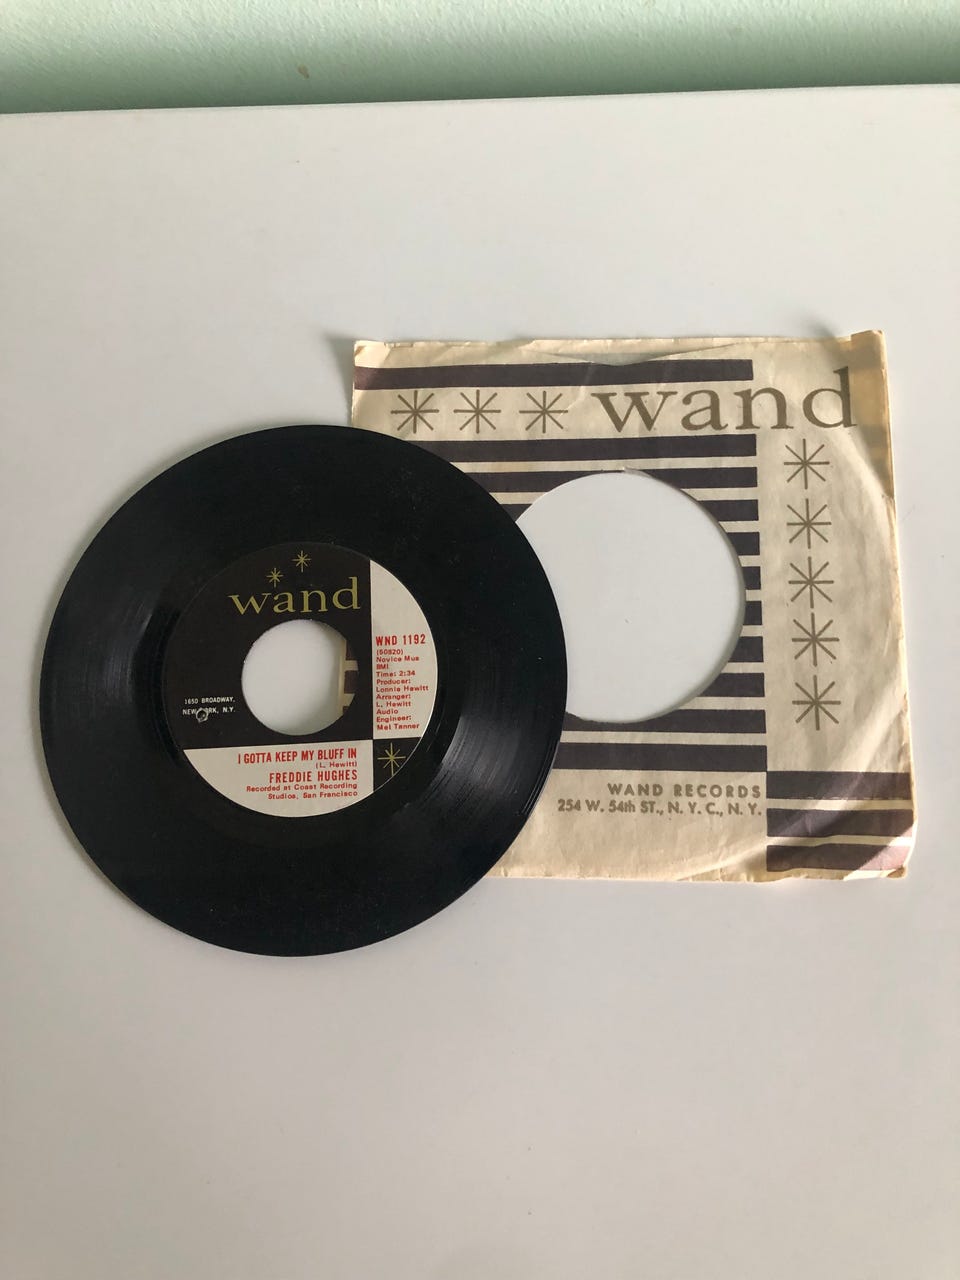 wand
WAND RECORDS
254 W. 54th ST., N. Y. C., N. Y.
wand
1650 BROADWAY,
NEW YORK, N.Y.
WND 1192
(50820)
Novice Mus
BMI
Time: 2:34
Producer:
Lonnie Hewitt
Arranger:
L. Hewitt
Audio
Engineer:
Mel Tanner
I GOTTA KEEP MY BLUFF IN
(L. Hewitt)
FREDDIE HUGHES
Recorded at Coast Recording
Studios, San Francisco